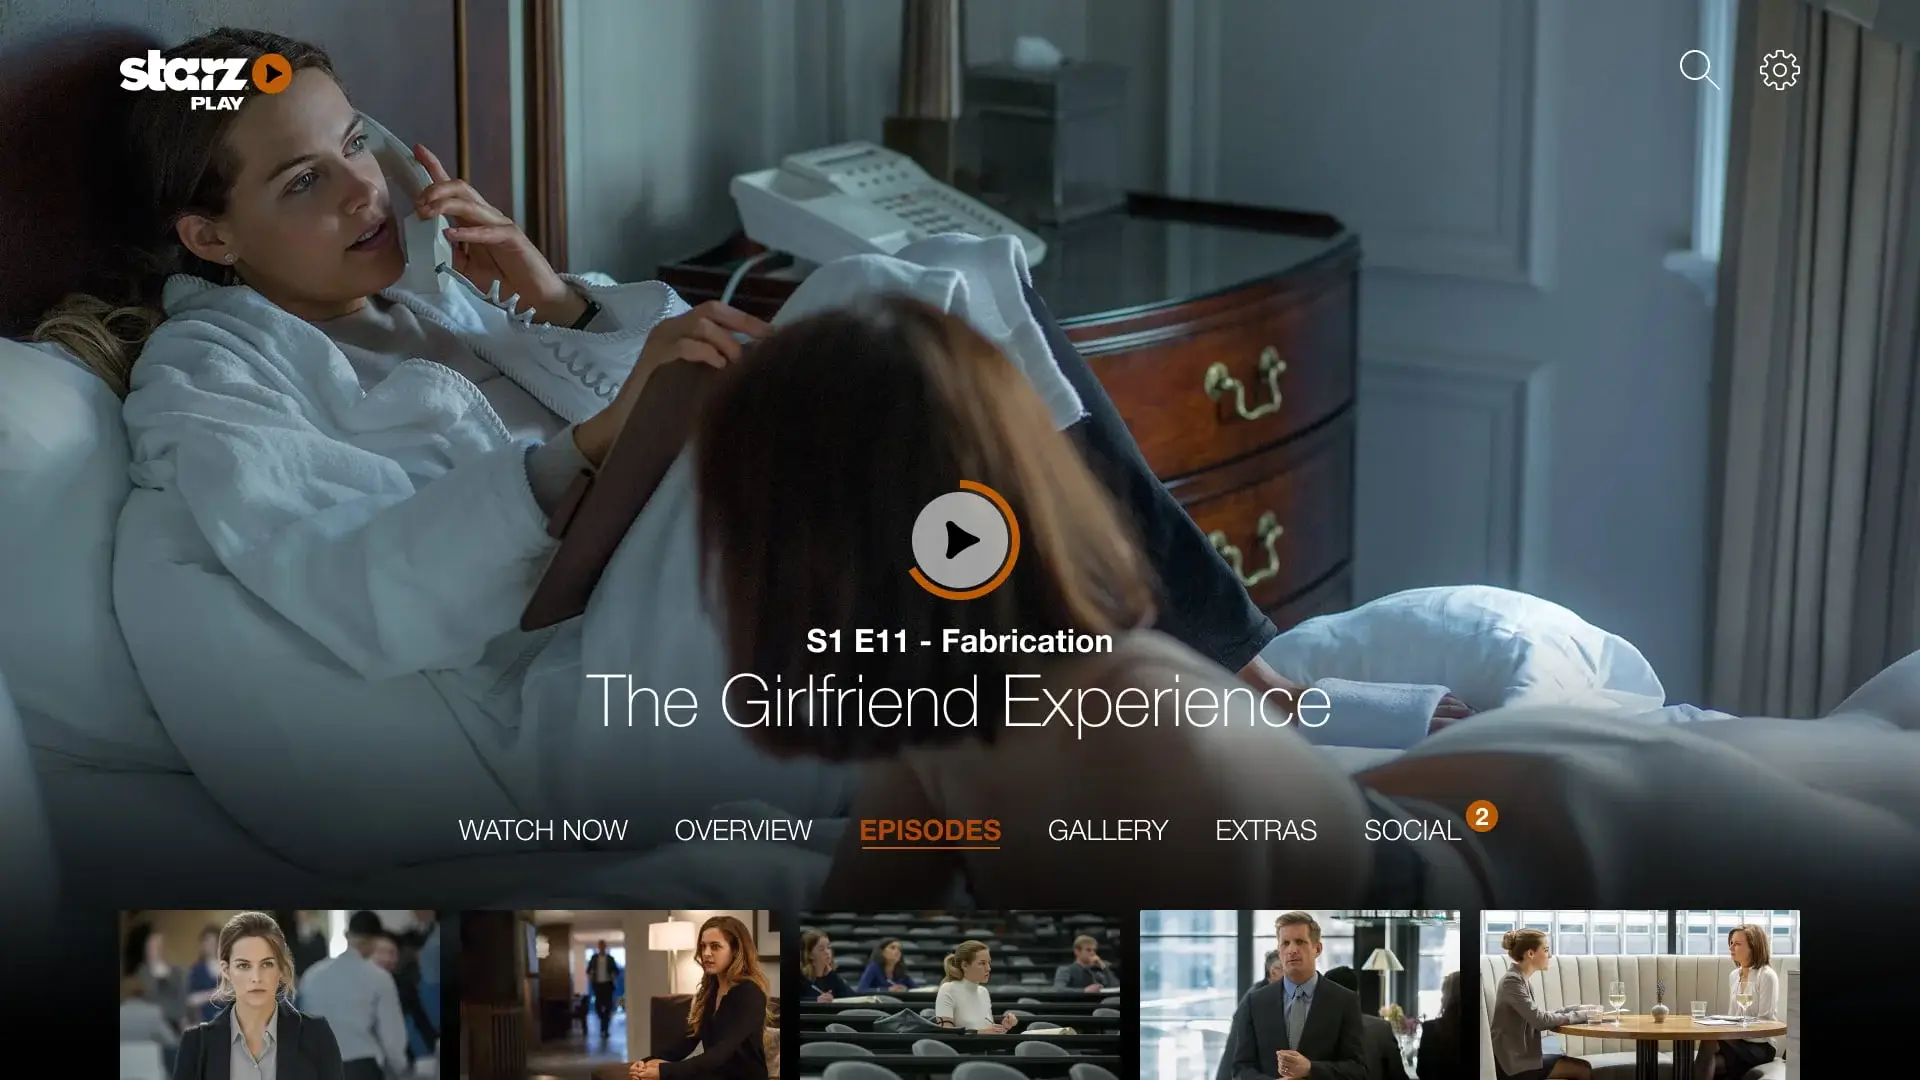 starz
PLAY
S1 E11 - Fabrication
The Girlfriend Experience
WATCH NOW
OVERVIEW
EPISODES
GALLERY
EXTRAS
SOCIAL
2